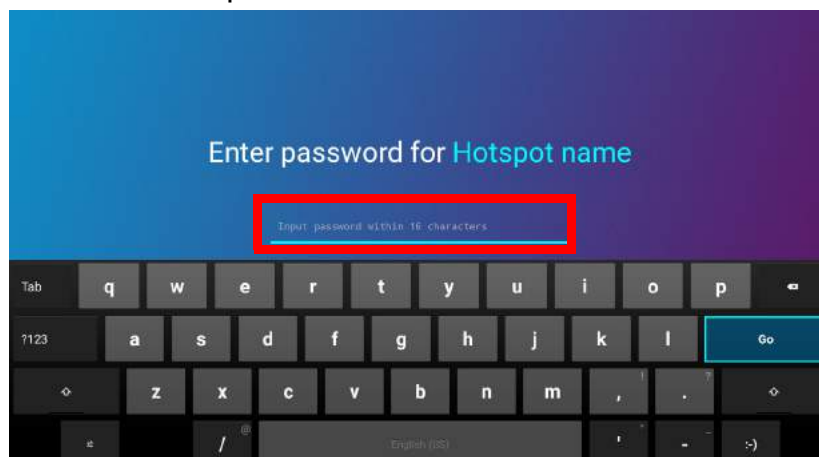 Enter password for Hotspot name
Input password within 16 characters
Tab q w e r t y u i o p
?123 a s d f g h j k l Go
z x c v b n m , ! . ?
/ @ English (US) ' " - _ :-)